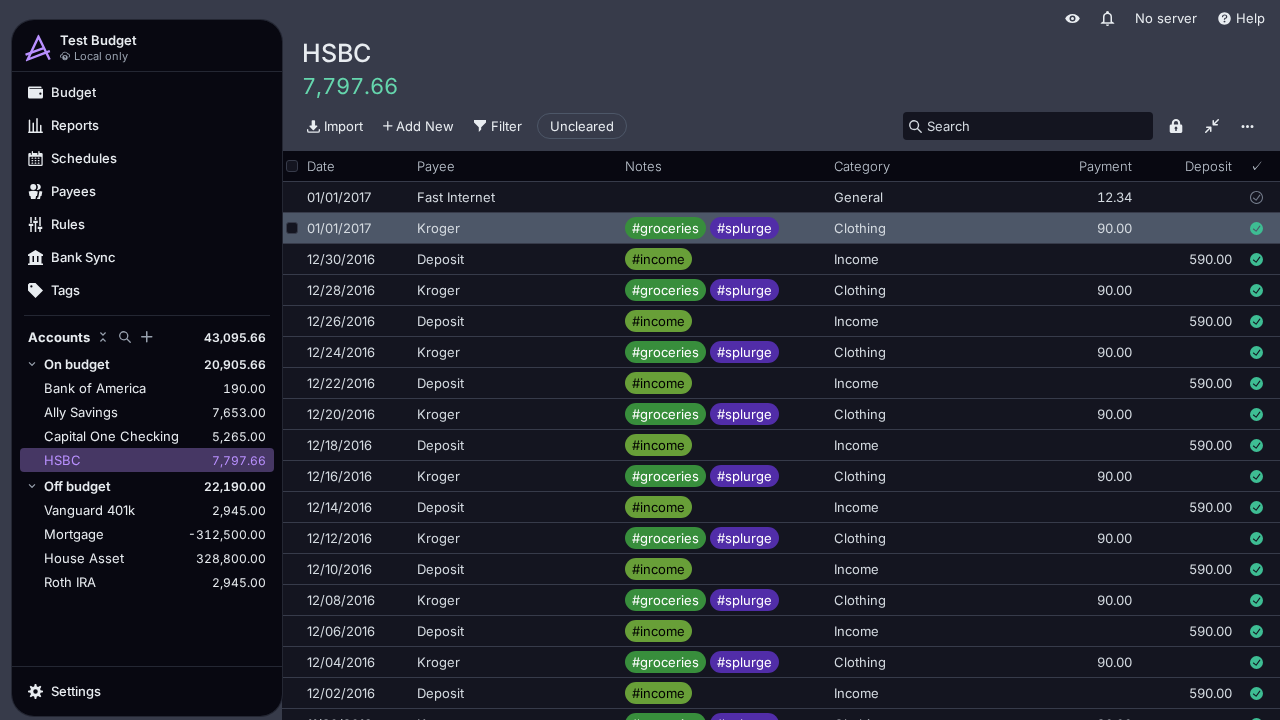 Test Budget
Local only
Budget
Reports
Schedules
Payees
Rules
Bank Sync
Tags
Accounts 43,095.66
On budget 20,905.66
Bank of America 190.00
Ally Savings 7,653.00
Capital One Checking 5,265.00
HSBC 7,797.66
Off budget 22,190.00
Vanguard 401k 2,945.00
Mortgage -312,500.00
House Asset 328,800.00
Roth IRA 2,945.00
Settings
No server Help
HSBC
7,797.66
Import Add New Filter Uncleared Search
Date Payee Notes Category Payment Deposit ✓
01/01/2017 Fast Internet General 12.34
01/01/2017 Kroger #groceries #splurge Clothing 90.00
12/30/2016 Deposit #income Income 590.00
12/28/2016 Kroger #groceries #splurge Clothing 90.00
12/26/2016 Deposit #income Income 590.00
12/24/2016 Kroger #groceries #splurge Clothing 90.00
12/22/2016 Deposit #income Income 590.00
12/20/2016 Kroger #groceries #splurge Clothing 90.00
12/18/2016 Deposit #income Income 590.00
12/16/2016 Kroger #groceries #splurge Clothing 90.00
12/14/2016 Deposit #income Income 590.00
12/12/2016 Kroger #groceries #splurge Clothing 90.00
12/10/2016 Deposit #income Income 590.00
12/08/2016 Kroger #groceries #splurge Clothing 90.00
12/06/2016 Deposit #income Income 590.00
12/04/2016 Kroger #groceries #splurge Clothing 90.00
12/02/2016 Deposit #income Income 590.00